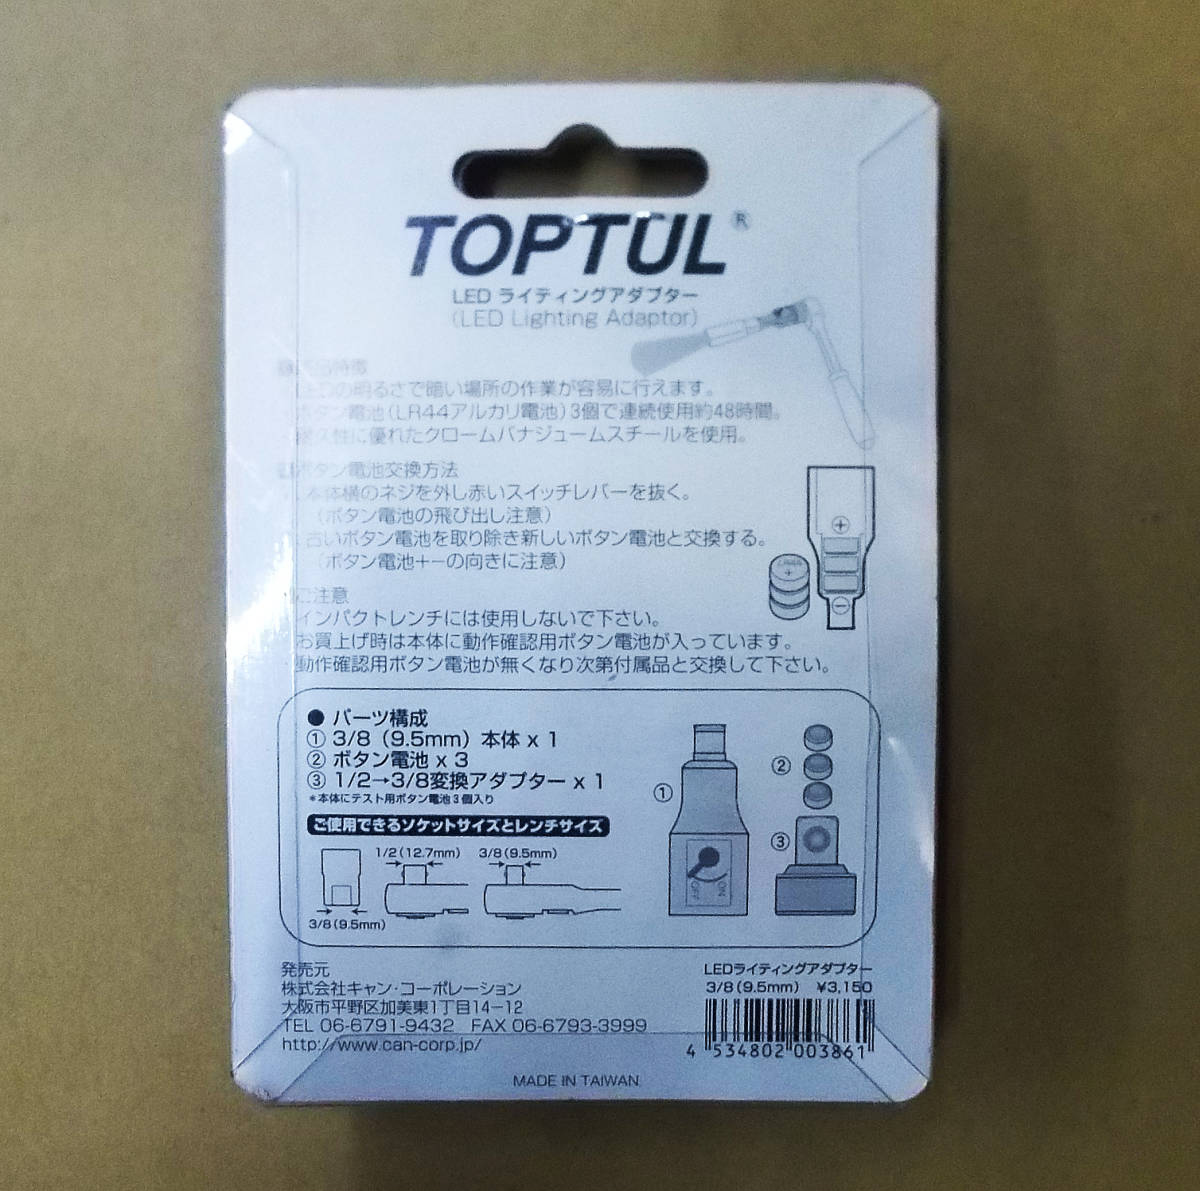 TOPTUL®
LED ライティングアダプター
(LED Lighting Adaptor)
特徴
の明るさで暗い場所の作業が容易に行えます。
ボタン電池(LR44アルカリ電池)3個で連続使用約48時間。
耐久性に優れたクロームバナジュームスチールを使用。
ボタン電池交換方法
本体横のネジを外し赤いスイッチレバーを抜く。
(ボタン電池の飛び出し注意)
古いボタン電池を取り除き新しいボタン電池と交換する。
(ボタン電池+−の向きに注意)
ご注意
インパクトレンチには使用しないで下さい。
お買上げ時は本体に動作確認用ボタン電池が入っています。
動作確認用ボタン電池が無くなり次第付属品と交換して下さい。
+
LR44
+
−
● パーツ構成
① 3/8(9.5mm)本体 x 1
② ボタン電池 x 3
③ 1/2→3/8変換アダプター x 1
*本体にテスト用ボタン電池3個入り
ご使用できるソケットサイズとレンチサイズ
1/2(12.7mm) 3/8(9.5mm)
3/8(9.5mm)
①
②
③
OFF ON
発売元
株式会社キャン・コーポレーション
大阪市平野区加美東1丁目14−12
TEL 06-6791-9432 FAX 06-6793-3999
http://www.can-corp.jp/
LEDライティングアダプター
3/8(9.5mm) ¥3,150
4 534802 003861
MADE IN TAIWAN